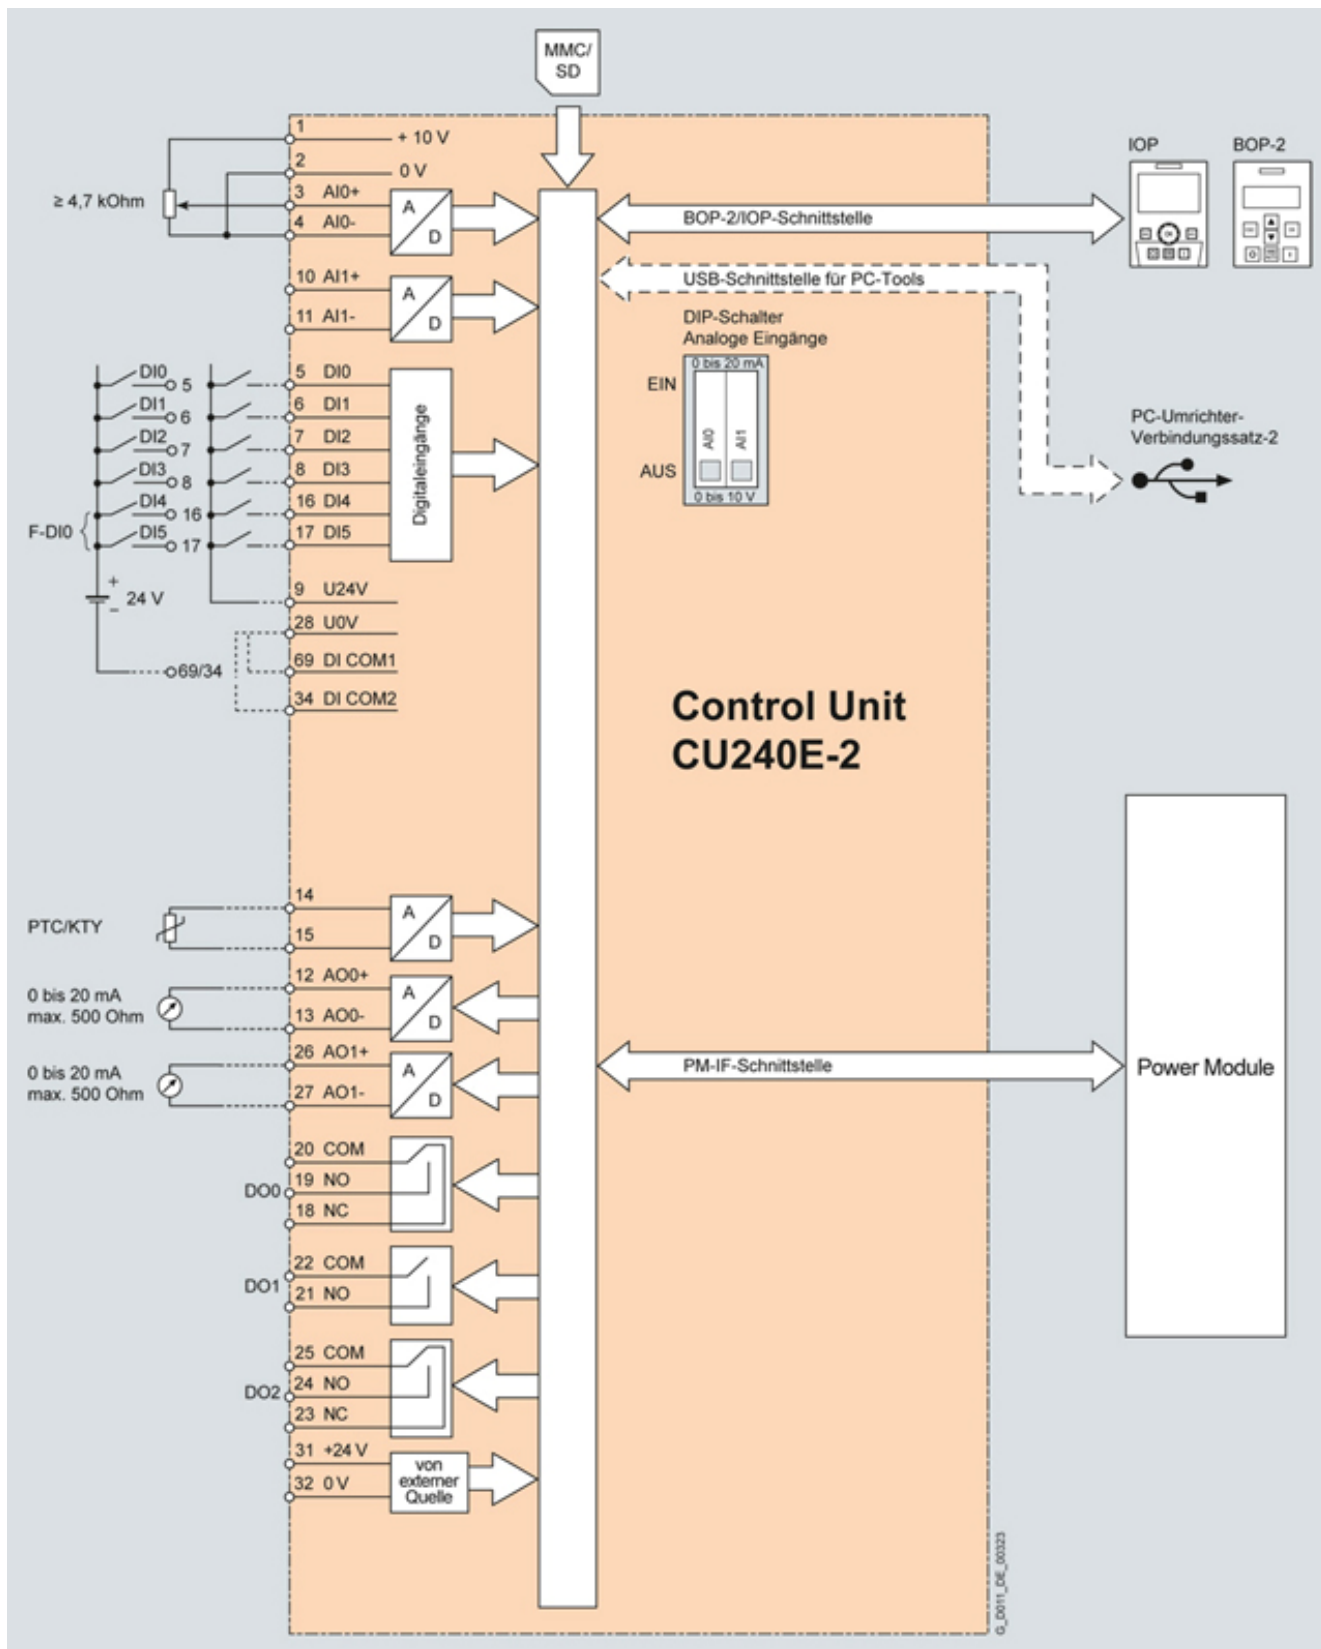 MMC/
SD
1
+ 10 V
2
0 V
≥ 4,7 kOhm
3 AI0+
4 AI0-
A
D
10 AI1+
11 AI1-
A
D
BOP-2/IOP-Schnittstelle
IOP
BOP-2
USB-Schnittstelle für PC-Tools
DIP-Schalter
Analoge Eingänge
0 bis 20 mA
EIN
AI0
AI1
AUS
0 bis 10 V
PC-Umrichter-
Verbindungssatz-2
DI0 5
DI1 6
DI2 7
DI3 8
DI4 16
DI5 17
F-DI0
5 DI0
6 DI1
7 DI2
8 DI3
16 DI4
17 DI5
Digitaleingänge
+
24 V
–
69/34
9 U24V
28 U0V
69 DI COM1
34 DI COM2
Control Unit
CU240E-2
PTC/KTY
14
15
A
D
0 bis 20 mA
max. 500 Ohm
12 AO0+
13 AO0-
A
D
0 bis 20 mA
max. 500 Ohm
26 AO1+
27 AO1-
A
D
PM-IF-Schnittstelle
Power Module
DO0
20 COM
19 NO
18 NC
DO1
22 COM
21 NO
DO2
25 COM
24 NO
23 NC
31 +24 V
32 0 V
von
externer
Quelle
G_D011_DE_00323